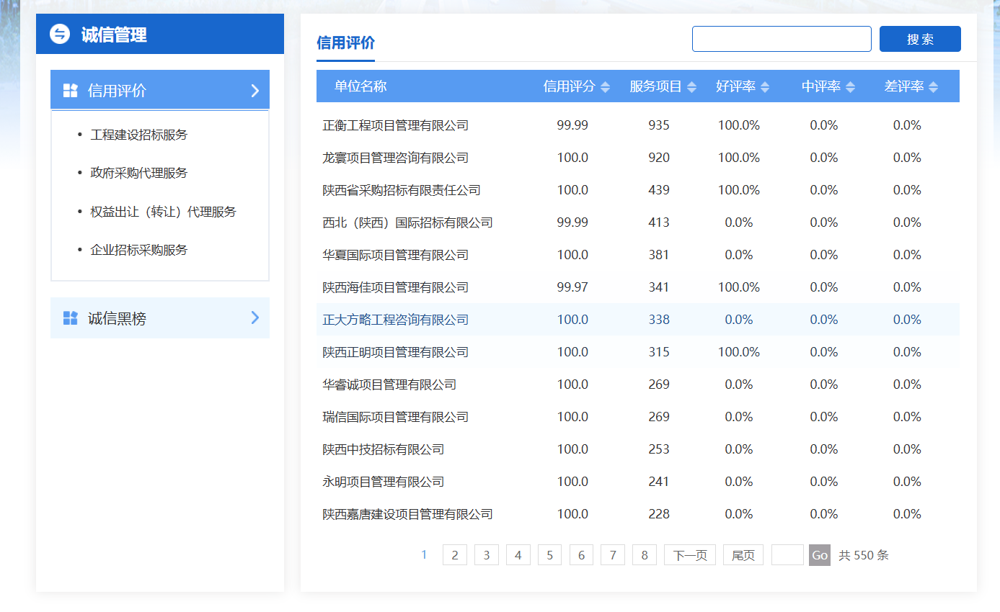 诚信管理
信用评价
工程建设招标服务
政府采购代理服务
权益出让（转让）代理服务
企业招标采购服务
诚信黑榜
信用评价
搜 索
单位名称 信用评分 服务项目 好评率 中评率 差评率
正衡工程项目管理有限公司 99.99 935 100.0% 0.0% 0.0%
龙寰项目管理咨询有限公司 100.0 920 100.0% 0.0% 0.0%
陕西省采购招标有限责任公司 100.0 439 100.0% 0.0% 0.0%
西北（陕西）国际招标有限公司 99.99 413 0.0% 0.0% 0.0%
华夏国际项目管理有限公司 100.0 381 0.0% 0.0% 0.0%
陕西海佳项目管理有限公司 99.97 341 100.0% 0.0% 0.0%
正大方略工程咨询有限公司 100.0 338 0.0% 0.0% 0.0%
陕西正明项目管理有限公司 100.0 315 100.0% 0.0% 0.0%
华睿诚项目管理有限公司 100.0 269 0.0% 0.0% 0.0%
瑞信国际项目管理有限公司 100.0 269 0.0% 0.0% 0.0%
陕西中技招标有限公司 100.0 253 0.0% 0.0% 0.0%
永明项目管理有限公司 100.0 241 0.0% 0.0% 0.0%
陕西嘉唐建设项目管理有限公司 100.0 228 0.0% 0.0% 0.0%
1 2 3 4 5 6 7 8 下一页 尾页 Go 共 550 条